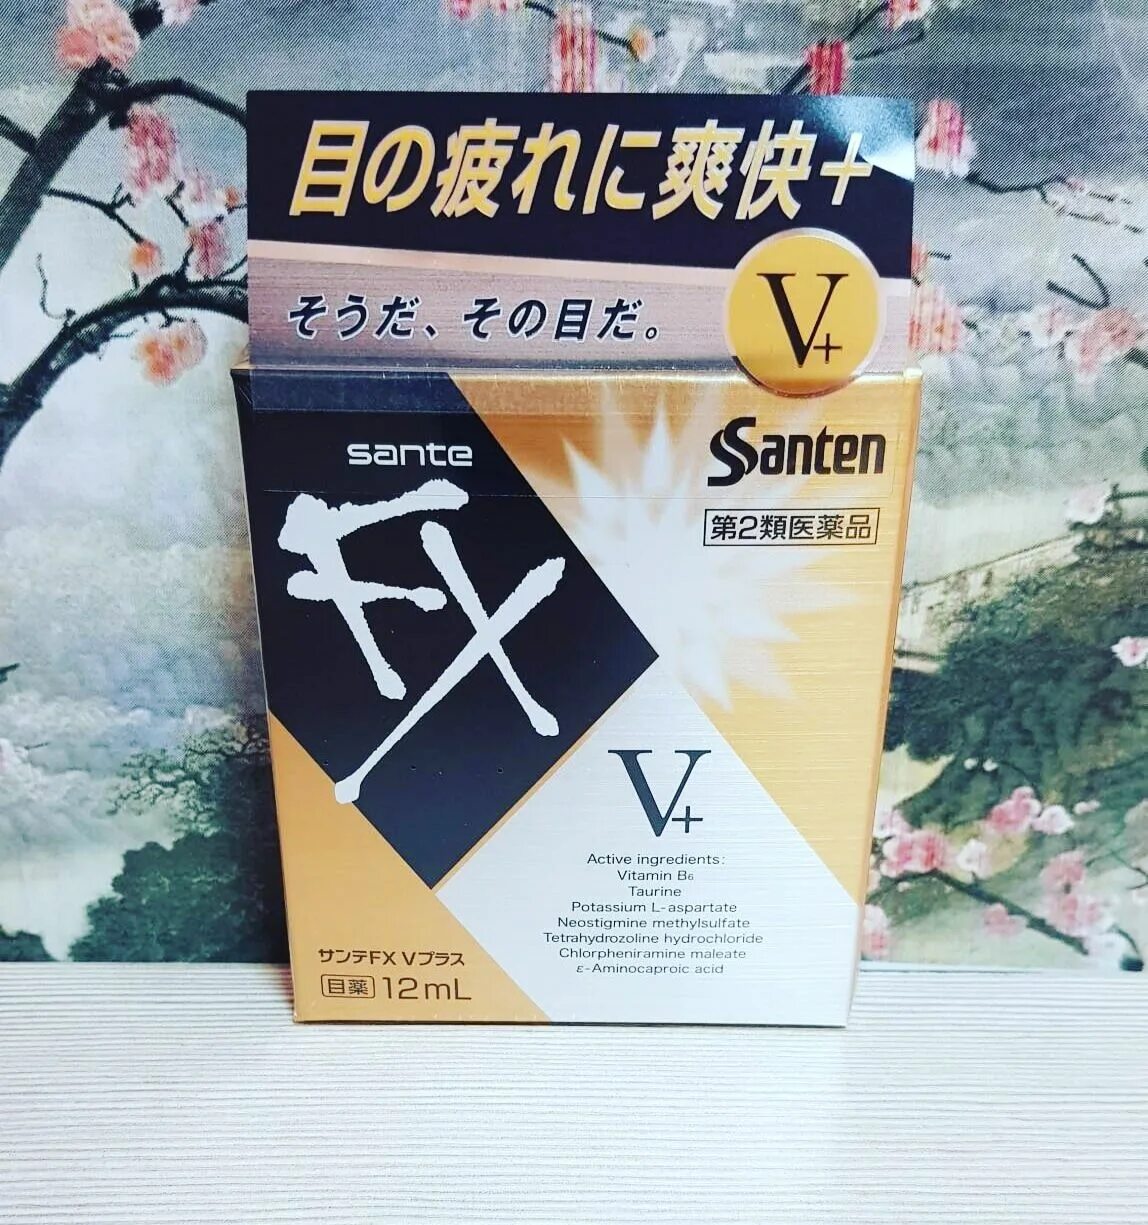 目の疲れに爽快+
そうだ、その目だ。
V+
sante
Santen
第2類医薬品
FX
V+
Active ingredients:
Vitamin B₆
Taurine
Potassium L-aspartate
Neostigmine methylsulfate
Tetrahydrozoline hydrochloride
Chlorpheniramine maleate
ε-Aminocaproic acid
サンテFX Vプラス
目薬 12mL